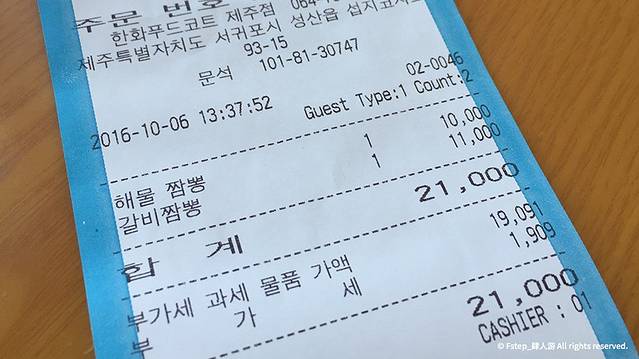 주문 번호
한화푸드코트 제주점 064-
제주특별자치도 서귀포시 성산읍 섭지코지로
93-15
문석 101-81-30747
02-0046
2016-10-06 13:37:52 Guest Type:1 Count:2
해물 짬뽕 1 10,000
갈비짬뽕 1 11,000
합 계 21,000
부가세 과세 물품 가액 19,091
부 가 세 1,909
21,000
CASHIER : 01
© Fstep_肆人游 All rights reserved.